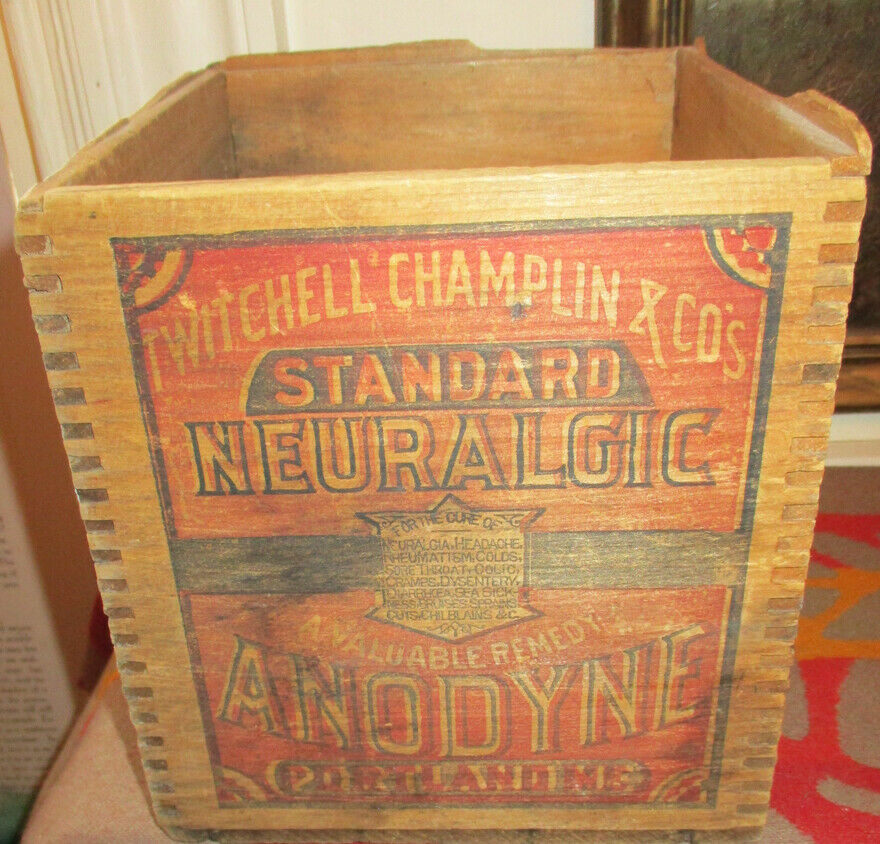 TWITCHELL CHAMPLIN & CO'S
STANDARD
NEURALGIC
FOR THE CURE OF
NEURALGIA, HEADACHE,
RHEUMATISM, COLDS,
SORE THROAT, COLIC,
CRAMPS, DYSENTERY,
DIARRHŒA, SEA SICK-
NESS, BRUISES, SPRAINS,
CUTS, CHILBLAINS &C.
A VALUABLE REMEDY
ANODYNE
PORTLAND ME